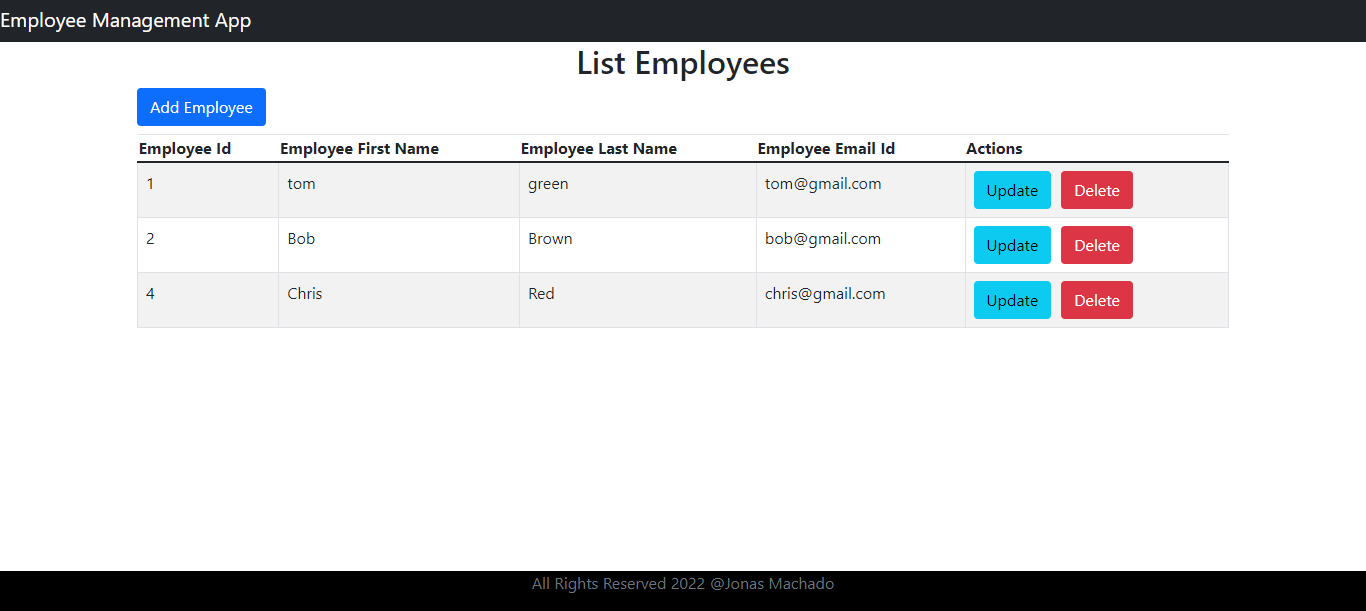 Employee Management App
List Employees
Add Employee
Employee Id Employee First Name Employee Last Name Employee Email Id Actions
1 tom green tom@gmail.com Update Delete
2 Bob Brown bob@gmail.com Update Delete
4 Chris Red chris@gmail.com Update Delete
All Rights Reserved 2022 @Jonas Machado